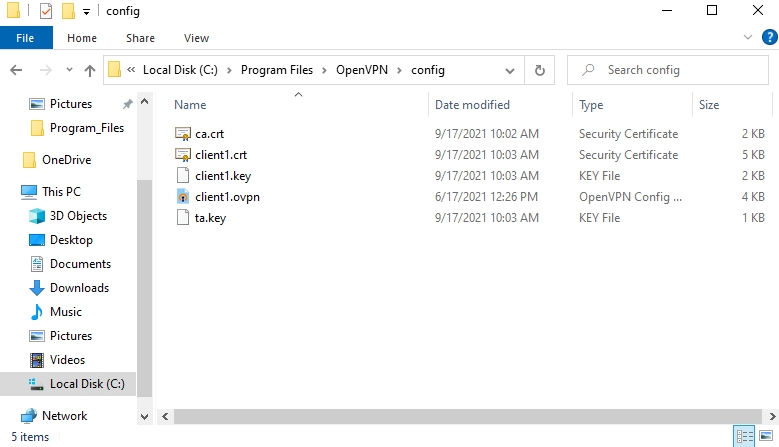 config
File Home Share View
Local Disk (C:) Program Files OpenVPN config Search config
Name Date modified Type Size
Pictures
Program_Files
OneDrive
This PC
3D Objects
Desktop
Documents
Downloads
Music
Pictures
Videos
Local Disk (C:)
Network
ca.crt 9/17/2021 10:02 AM Security Certificate 2 KB
client1.crt 9/17/2021 10:03 AM Security Certificate 5 KB
client1.key 9/17/2021 10:03 AM KEY File 2 KB
client1.ovpn 6/17/2021 12:26 PM OpenVPN Config ... 4 KB
ta.key 9/17/2021 10:03 AM KEY File 1 KB
5 items